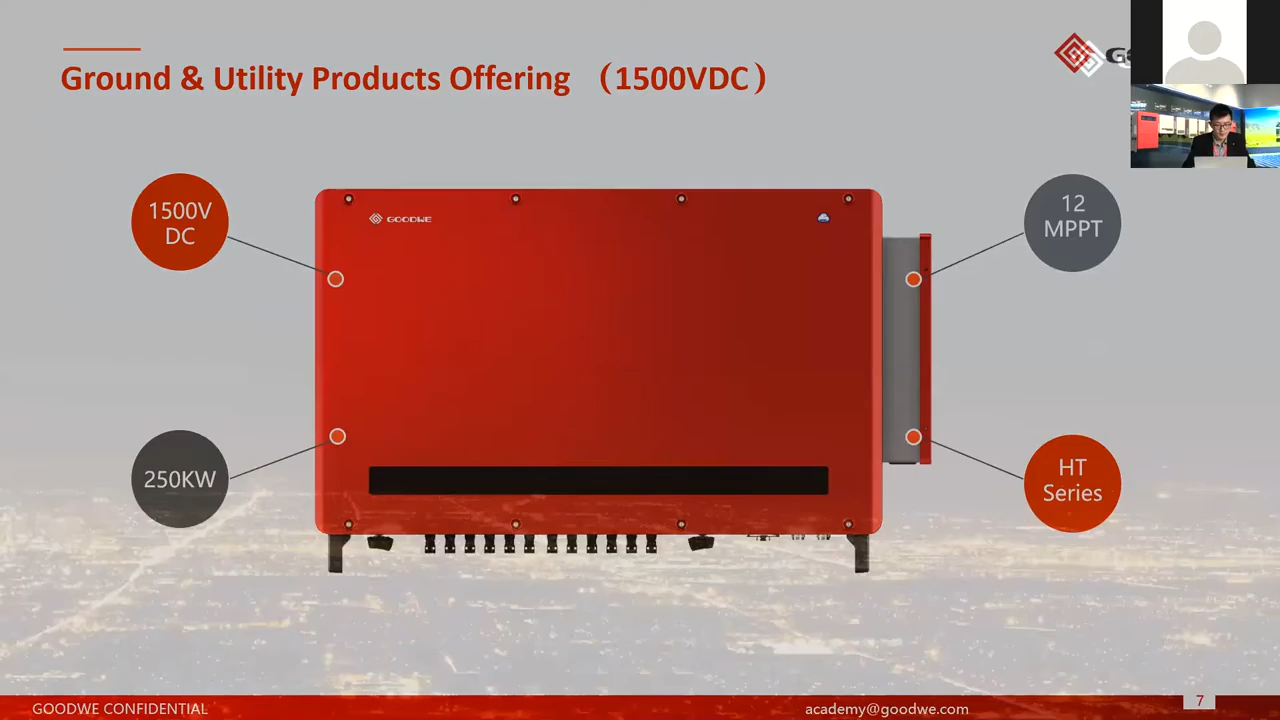 Ground & Utility Products Offering （1500VDC）
1500V
DC
GOODWE
12
MPPT
250KW
HT
Series
GOODWE CONFIDENTIAL
academy@goodwe.com
7